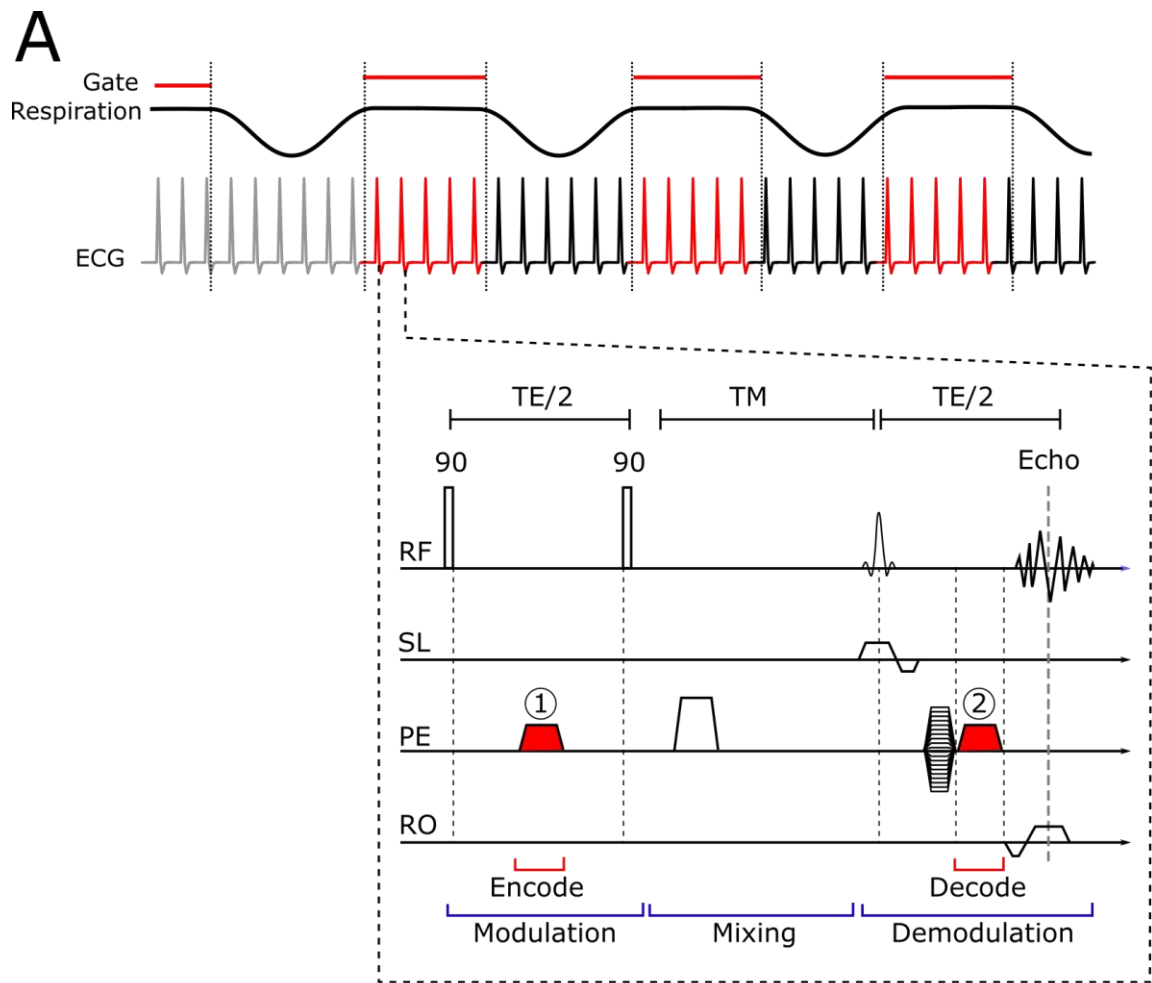 A
Gate
Respiration
ECG
TE/2 TM TE/2
90 90 Echo
RF
SL
① ②
PE
RO
Encode Decode
Modulation Mixing Demodulation